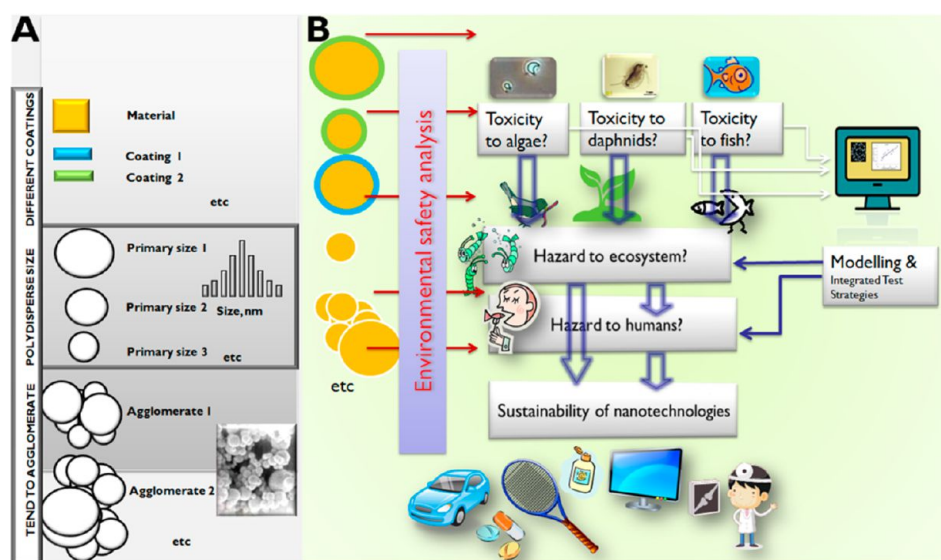 A
DIFFERENT COATINGS
Material
Coating 1
Coating 2
etc
POLYDISPERSESIZE
Primary size 1
Primary size 2
Size, nm
Primary size 3
etc
TEND TO AGGLOMERATE
Agglomerate 1
Agglomerate 2
etc
B
etc
Environmental safety analysis
Toxicity
to algae?
Toxicity to
daphnids?
Toxicity
to fish?
Hazard to ecosystem?
Hazard to humans?
Modelling &
Integrated Test
Strategies
Sustainability of nanotechnologies